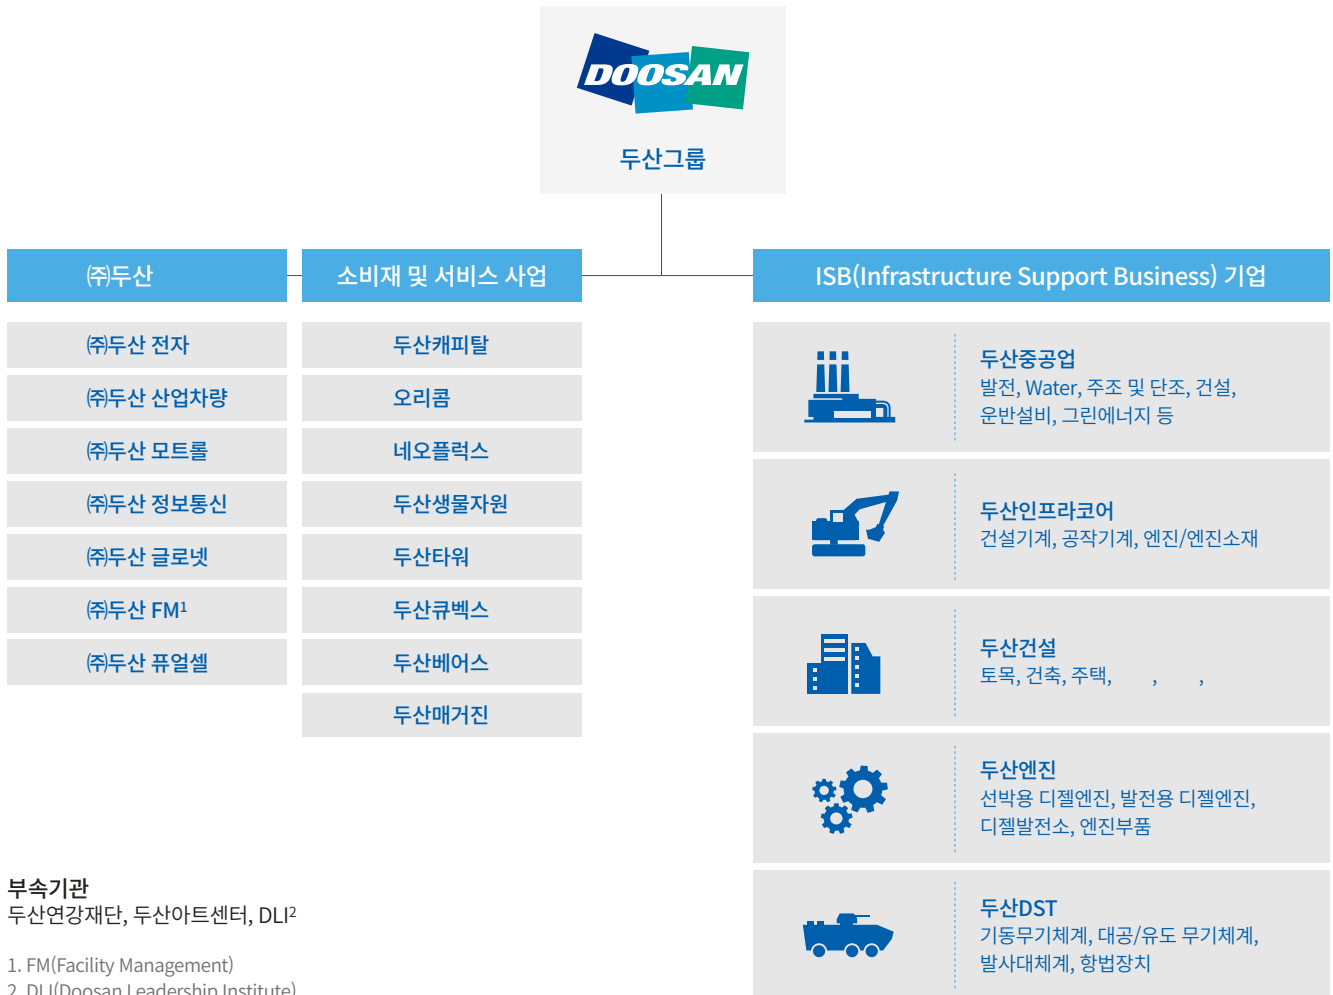 DOOSAN
두산그룹
㈜두산
㈜두산 전자
㈜두산 산업차량
㈜두산 모트롤
㈜두산 정보통신
㈜두산 글로넷
㈜두산 FM1
㈜두산 퓨얼셀
소비재 및 서비스 사업
두산캐피탈
오리콤
네오플럭스
두산생물자원
두산타워
두산큐벡스
두산베어스
두산매거진
ISB(Infrastructure Support Business) 기업
두산중공업
발전, Water, 주조 및 단조, 건설,
운반설비, 그린에너지 등
두산인프라코어
건설기계, 공작기계, 엔진/엔진소재
두산건설
토목, 건축, 주택, , ,
두산엔진
선박용 디젤엔진, 발전용 디젤엔진,
디젤발전소, 엔진부품
두산DST
기동무기체계, 대공/유도 무기체계,
발사대체계, 항법장치
부속기관
두산연강재단, 두산아트센터, DLI2
1. FM(Facility Management)
2. DLI(Doosan Leadership Institute)